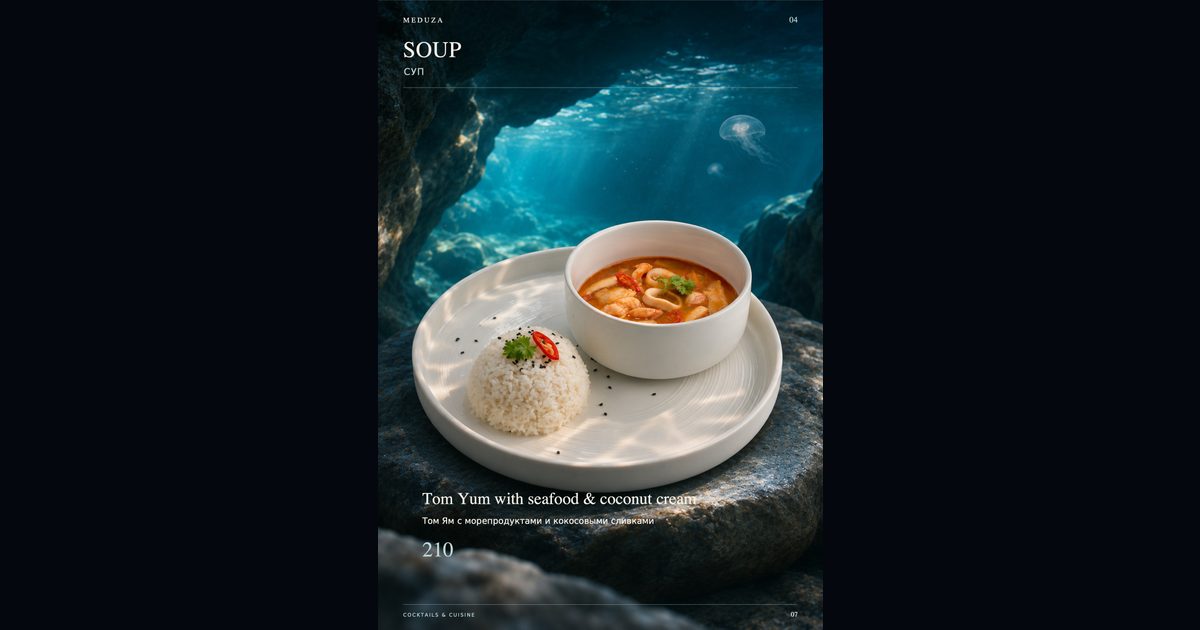 MEDUZA
04
SOUP
СУП
Tom Yum with seafood & coconut cream
Том Ям с морепродуктами и кокосовыми сливками
210
COCKTAILS & CUISINE
07